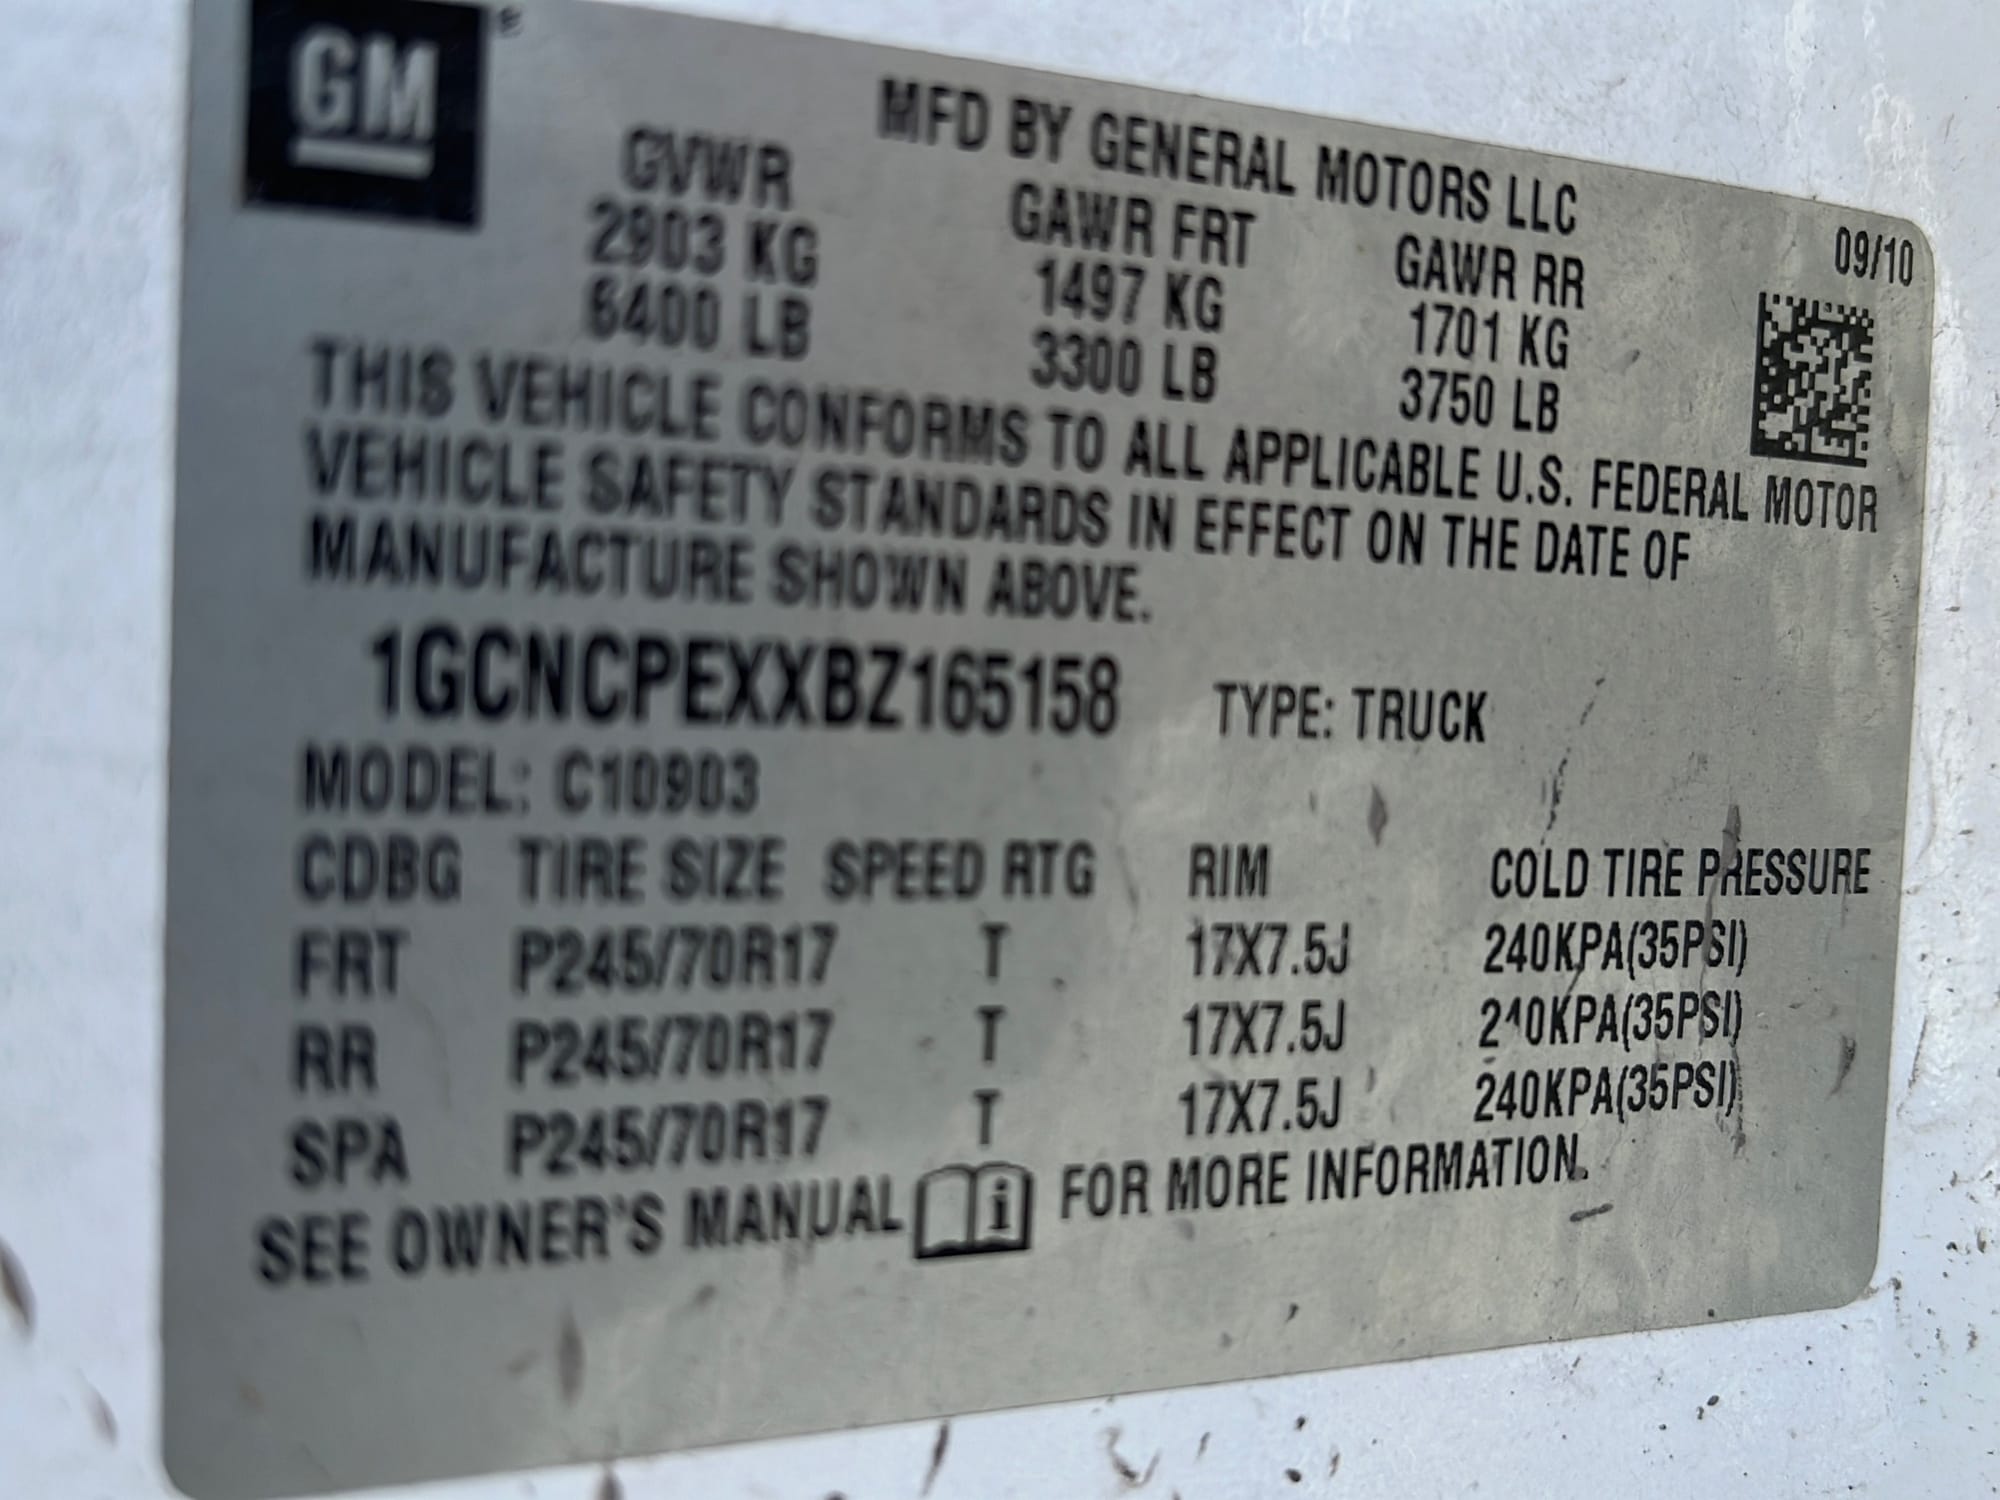 GM®
MFD BY GENERAL MOTORS LLC
09/10
GVWR GAWR FRT GAWR RR
2903 KG 1497 KG 1701 KG
6400 LB 3300 LB 3750 LB
THIS VEHICLE CONFORMS TO ALL APPLICABLE U.S. FEDERAL MOTOR
VEHICLE SAFETY STANDARDS IN EFFECT ON THE DATE OF
MANUFACTURE SHOWN ABOVE.
1GCNCPEXXBZ165158 TYPE: TRUCK
MODEL: C10903
CDBG TIRE SIZE SPEED RTG RIM COLD TIRE PRESSURE
FRT P245/70R17 T 17X7.5J 240KPA(35PSI)
RR P245/70R17 T 17X7.5J 240KPA(35PSI)
SPA P245/70R17 T 17X7.5J 240KPA(35PSI)
SEE OWNER'S MANUAL i FOR MORE INFORMATION.